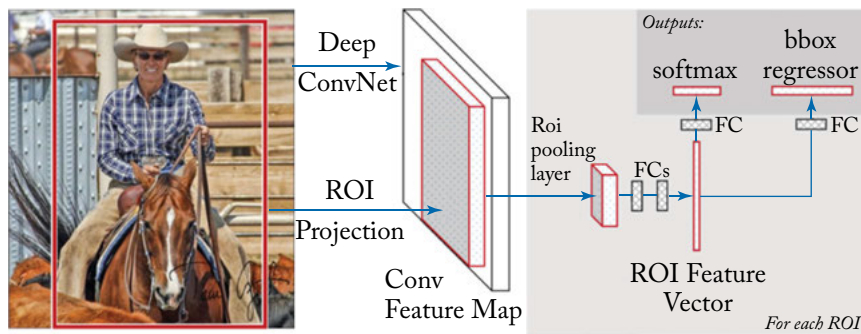 Deep
ConvNet
ROI
Projection
Conv
Feature Map
Roi
pooling
layer
FCs
Outputs:
softmax
bbox
regressor
FC
FC
ROI Feature
Vector
For each ROI